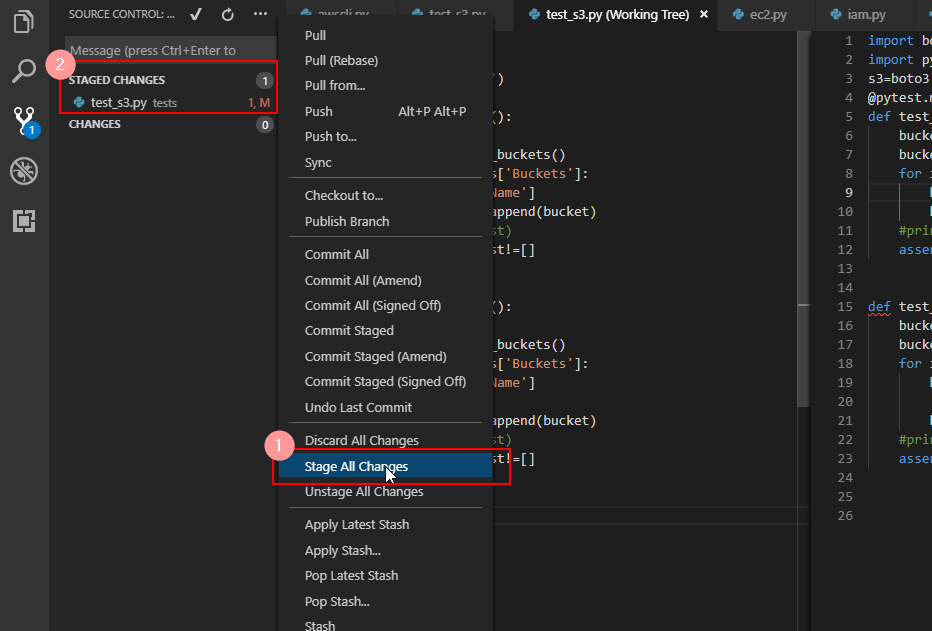 SOURCE CONTROL: ...
Message (press Ctrl+Enter to
2
STAGED CHANGES 1
test_s3.py tests 1, M
CHANGES 0
1
Pull
Pull (Rebase)
Pull from...
Push Alt+P Alt+P
Push to...
Sync
Checkout to...
Publish Branch
Commit All
Commit All (Amend)
Commit All (Signed Off)
Commit Staged
Commit Staged (Amend)
Commit Staged (Signed Off)
Undo Last Commit
Discard All Changes
1
Stage All Changes
Unstage All Changes
Apply Latest Stash
Apply Stash...
Pop Latest Stash
Pop Stash...
Stash
awscli.py
test_s3.py
test_s3.py (Working Tree)
ec2.py
iam.py
')
():
_buckets()
s['Buckets']:
Name']
append(bucket)
st)
st!=[]
():
_buckets()
s['Buckets']:
Name']
append(bucket)
st)
st!=[]
1 import bo
2 import py
3 s3=boto3
4 @pytest.m
5 def test_
6 bucke
7 bucke
8 for i
9
10
11 #prin
12 asser
13
14
15 def test_
16 bucke
17 bucke
18 for i
19
20
21
22 #prin
23 asser
24
25
26